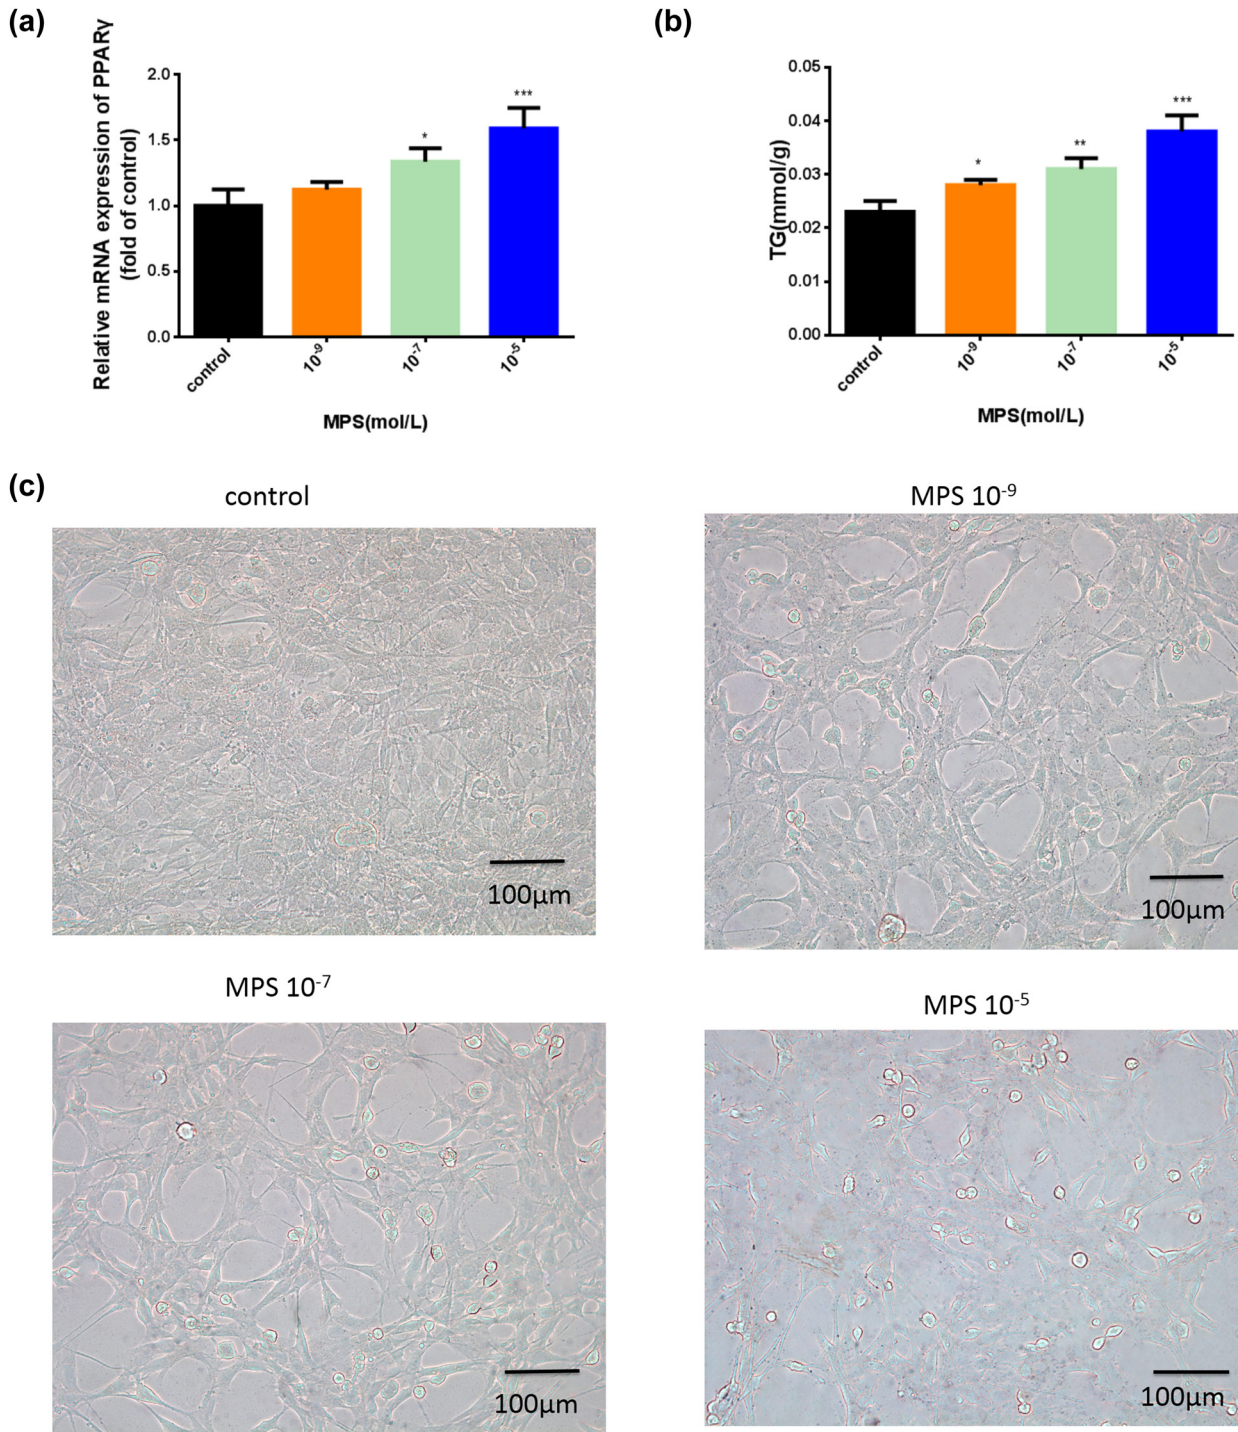 (a)
Relative mRNA expression of PPARγ
(fold of control)
2.0
1.5
1.0
0.5
0.0
*
***
control
10⁻⁹
10⁻⁷
10⁻⁵
MPS(mol/L)
(b)
TG(mmol/g)
0.05
0.04
0.03
0.02
0.01
0.00
*
**
***
control
10⁻⁹
10⁻⁷
10⁻⁵
MPS(mol/L)
(c)
control
100μm
MPS 10⁻⁹
100μm
MPS 10⁻⁷
100μm
MPS 10⁻⁵
100μm